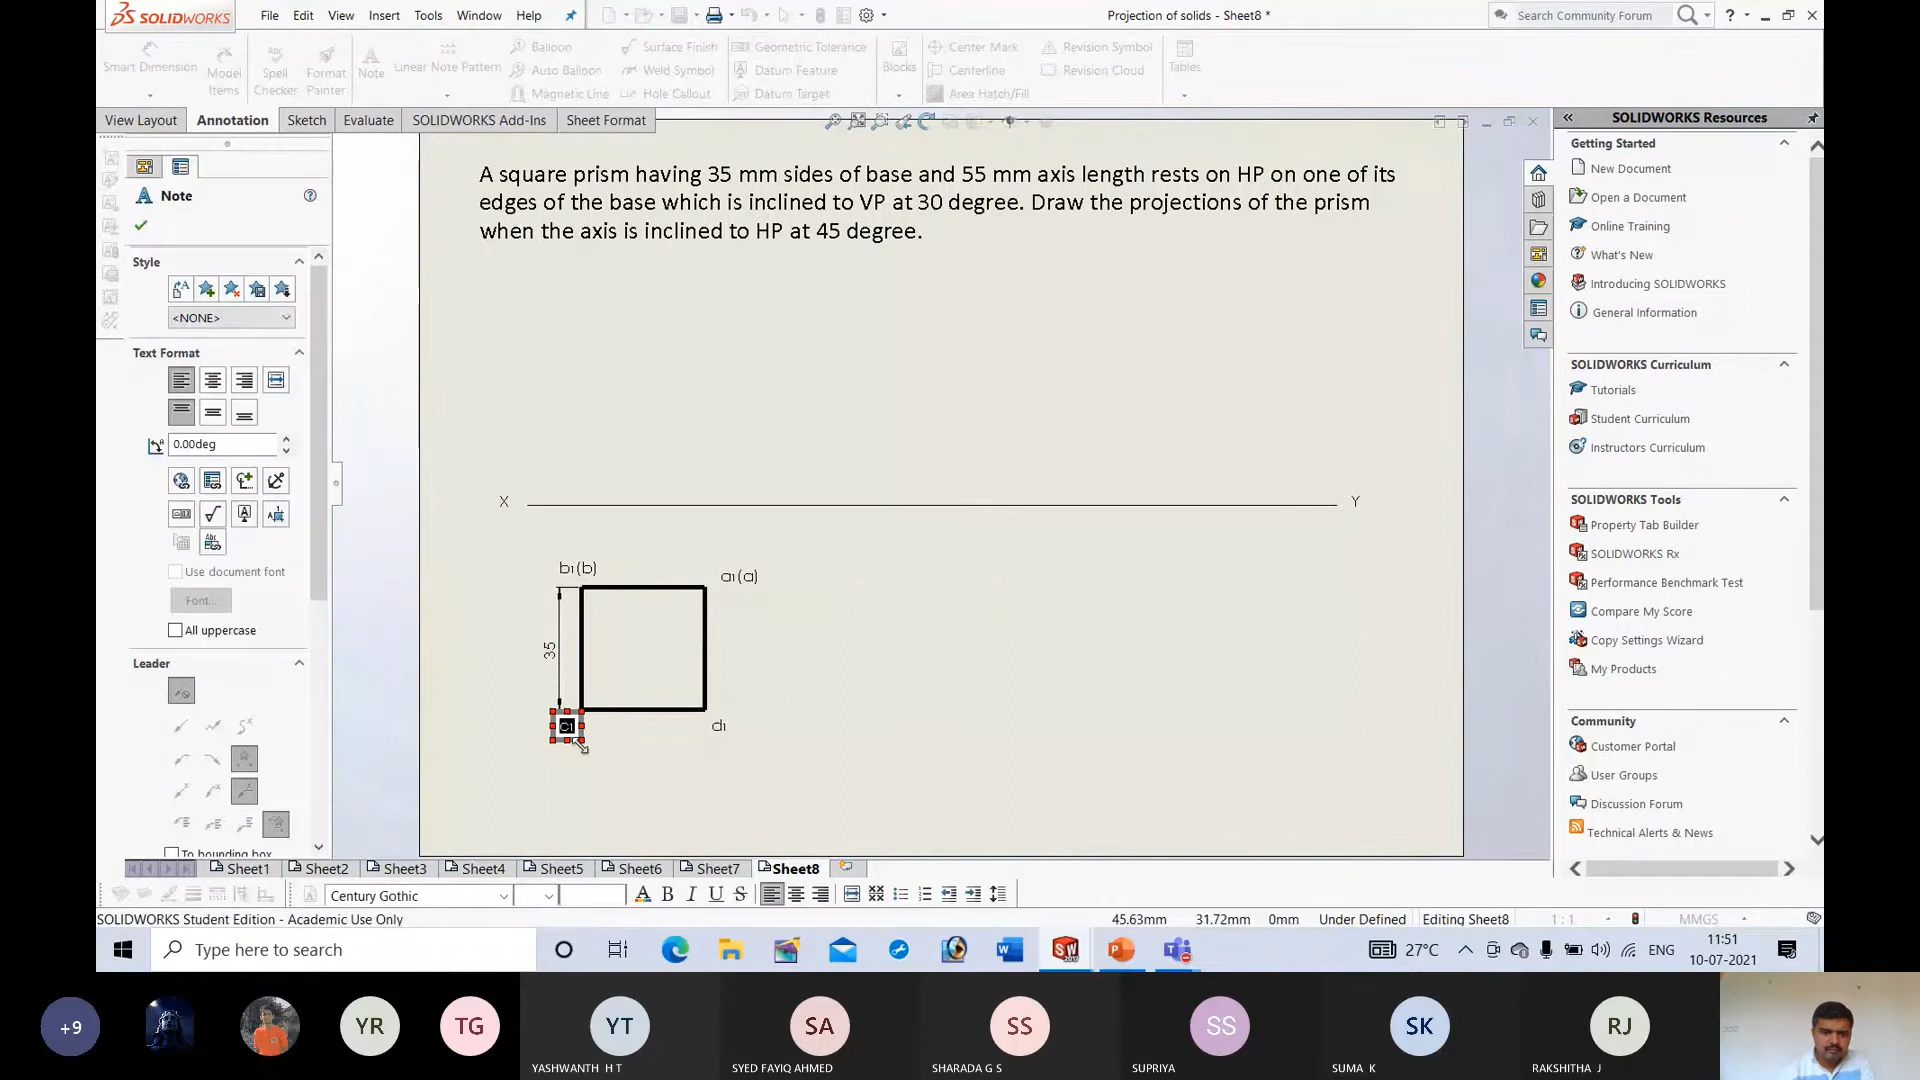 SOLIDWORKS File Edit View Insert Tools Window Help Projection of solids - Sheet8 * Search Community Forum ?
Smart Dimension Model Items Spell Checker Format Painter Note Linear Note Pattern Balloon Surface Finish Geometric Tolerance Blocks Center Mark Revision Symbol Tables
Auto Balloon Weld Symbol Datum Feature Centerline Revision Cloud
Magnetic Line Hole Callout Datum Target Area Hatch/Fill
View Layout Annotation Sketch Evaluate SOLIDWORKS Add-Ins Sheet Format
Note
Style
<NONE>
Text Format
0.00deg
Use document font
Font...
All uppercase
Leader
To bounding box
A square prism having 35 mm sides of base and 55 mm axis length rests on HP on one of its
edges of the base which is inclined to VP at 30 degree. Draw the projections of the prism
when the axis is inclined to HP at 45 degree.
X Y
b1(b) a1(a)
35
c1 d1
SOLIDWORKS Resources
Getting Started
New Document
Open a Document
Online Training
What's New
Introducing SOLIDWORKS
General Information
SOLIDWORKS Curriculum
Tutorials
Student Curriculum
Instructors Curriculum
SOLIDWORKS Tools
Property Tab Builder
SOLIDWORKS Rx
Performance Benchmark Test
Compare My Score
Copy Settings Wizard
My Products
Community
Customer Portal
User Groups
Discussion Forum
Technical Alerts & News
Sheet1 Sheet2 Sheet3 Sheet4 Sheet5 Sheet6 Sheet7 Sheet8
Century Gothic A B I U S
SOLIDWORKS Student Edition - Academic Use Only 45.63mm 31.72mm 0mm Under Defined Editing Sheet8 1 : 1 MMGS
Type here to search 27°C ENG 11:51
10-07-2021
+9 YR TG YT SA SS SS SK RJ
YASHWANTH H T SYED FAYIQ AHMED SHARADA G S SUPRIYA SUMA K RAKSHITHA J